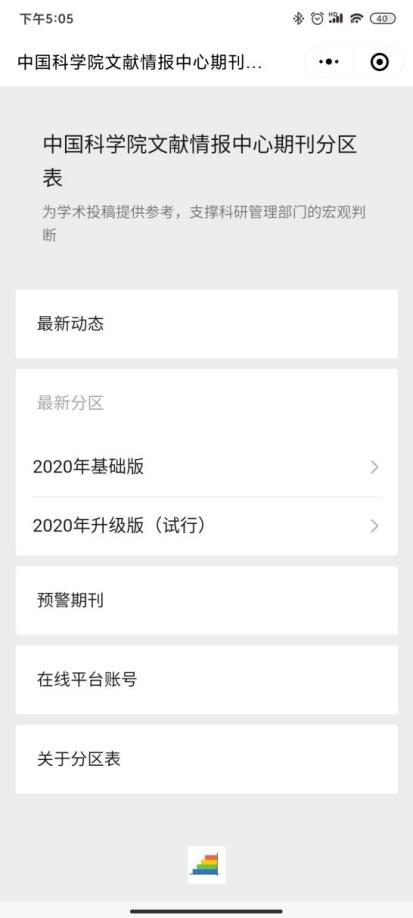 下午5:05
HD
40
中国科学院文献情报中心期刊...
中国科学院文献情报中心期刊分区
表
为学术投稿提供参考，支撑科研管理部门的宏观判
断
最新动态
最新分区
2020年基础版
2020年升级版（试行）
预警期刊
在线平台账号
关于分区表